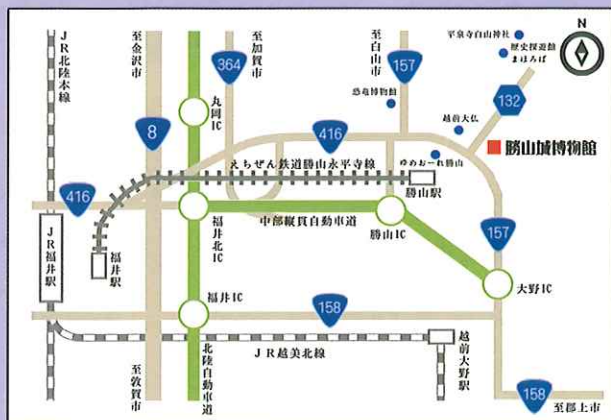 JR北陸本線
至金沢市
至加賀市
364
至白山市
157
平泉寺白山神社
歴史探遊館
まほろば
N
丸岡IC
恐竜博物館
132
8
416
越前大仏
勝山城博物館
えちぜん鉄道勝山永平寺線
ゆめおーれ勝山
勝山駅
416
福井北IC
中部縦貫自動車道
勝山IC
157
JR福井駅
福井駅
大野IC
福井IC
158
JR越美北線
越前大野駅
至敦賀市
北陸自動車道
158
至郡上市